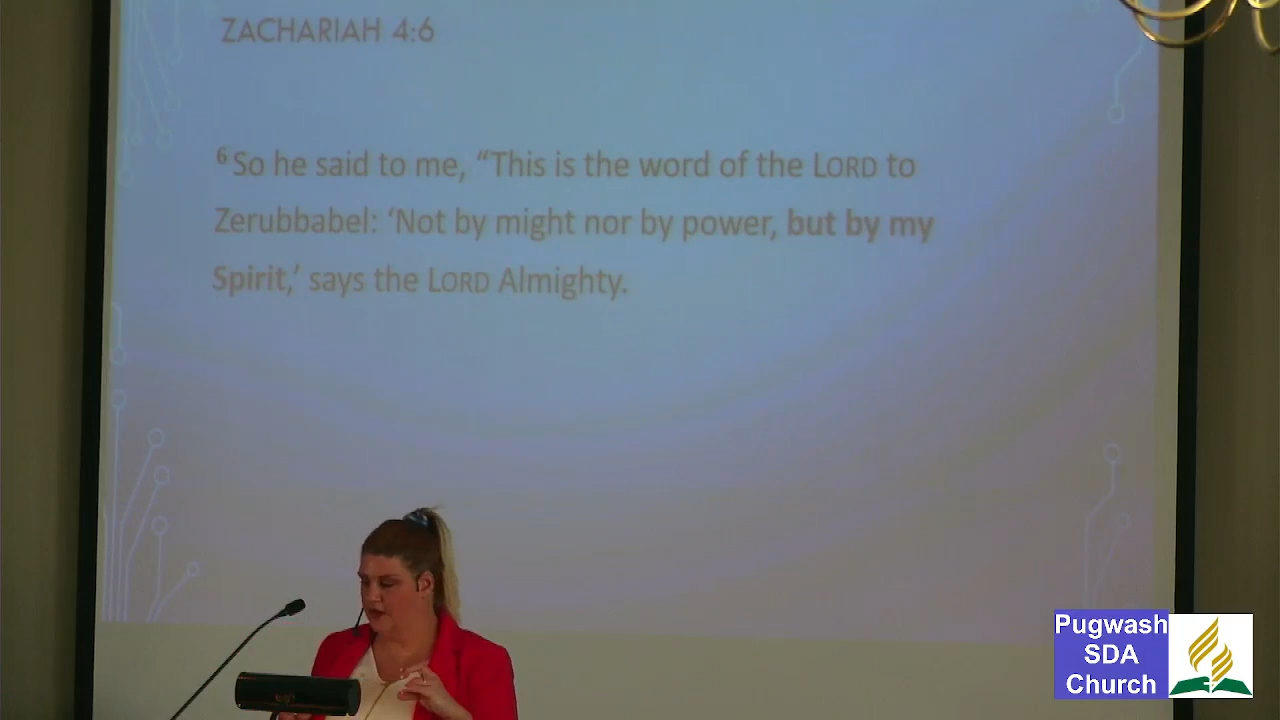 ZACHARIAH 4:6
6 So he said to me, “This is the word of the LORD to
Zerubbabel: ‘Not by might nor by power, but by my
Spirit,’ says the LORD Almighty.
Pugwash
SDA
Church